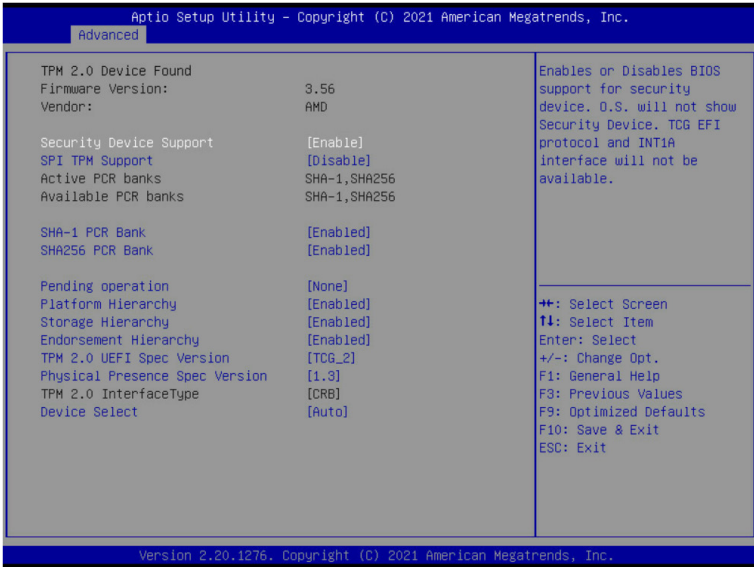 Aptio Setup Utility – Copyright (C) 2021 American Megatrends, Inc.
Advanced
TPM 2.0 Device Found
Firmware Version: 3.56
Vendor: AMD
Security Device Support [Enable]
SPI TPM Support [Disable]
Active PCR banks SHA-1,SHA256
Available PCR banks SHA-1,SHA256
SHA-1 PCR Bank [Enabled]
SHA256 PCR Bank [Enabled]
Pending operation [None]
Platform Hierarchy [Enabled]
Storage Hierarchy [Enabled]
Endorsement Hierarchy [Enabled]
TPM 2.0 UEFI Spec Version [TCG_2]
Physical Presence Spec Version [1.3]
TPM 2.0 InterfaceType [CRB]
Device Select [Auto]
Enables or Disables BIOS
support for security
device. O.S. will not show
Security Device. TCG EFI
protocol and INT1A
interface will not be
available.
→←: Select Screen
↑↓: Select Item
Enter: Select
+/-: Change Opt.
F1: General Help
F3: Previous Values
F9: Optimized Defaults
F10: Save & Exit
ESC: Exit
Version 2.20.1276. Copyright (C) 2021 American Megatrends, Inc.